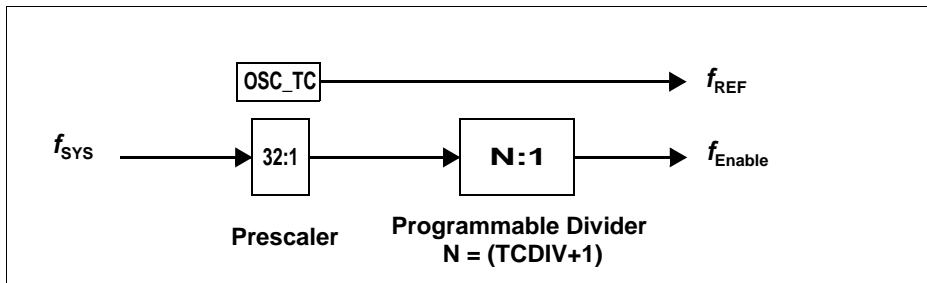 OSC_TC
fREF
fSYS
32:1
N:1
fEnable
Prescaler
Programmable Divider
N = (TCDIV+1)